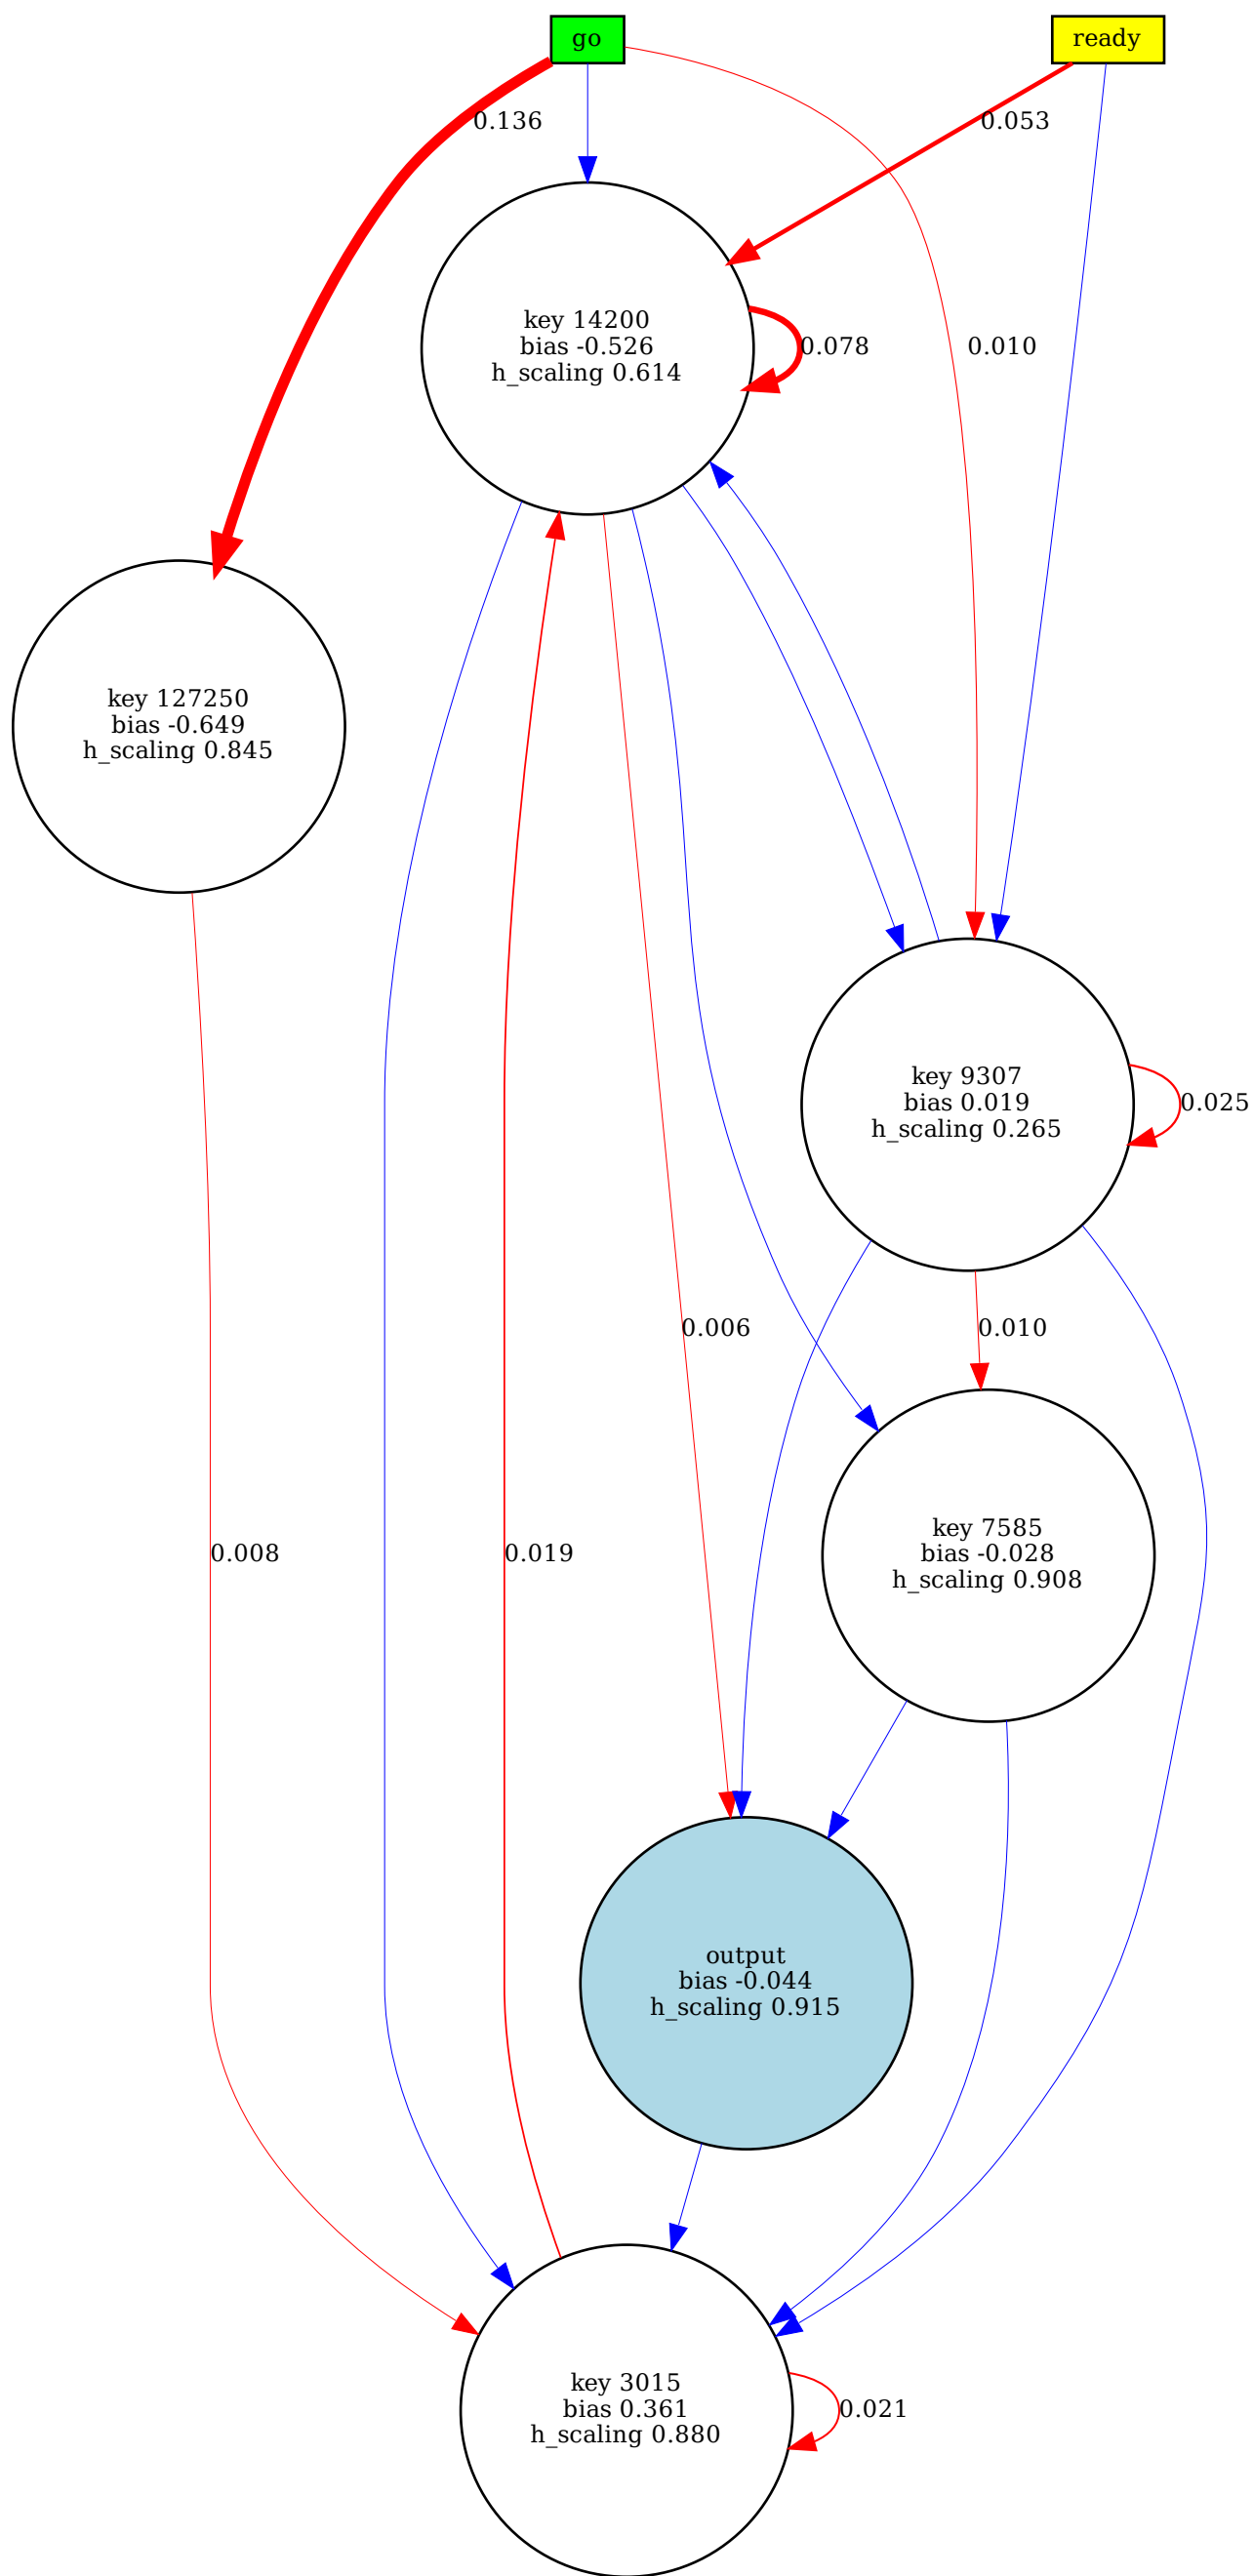 go
ready
0.136
0.053
key 14200
bias -0.526
h_scaling 0.614
0.078
0.010
key 127250
bias -0.649
h_scaling 0.845
key 9307
bias 0.019
h_scaling 0.265
0.025
0.006
0.010
0.008
0.019
key 7585
bias -0.028
h_scaling 0.908
output
bias -0.044
h_scaling 0.915
key 3015
bias 0.361
h_scaling 0.880
0.021